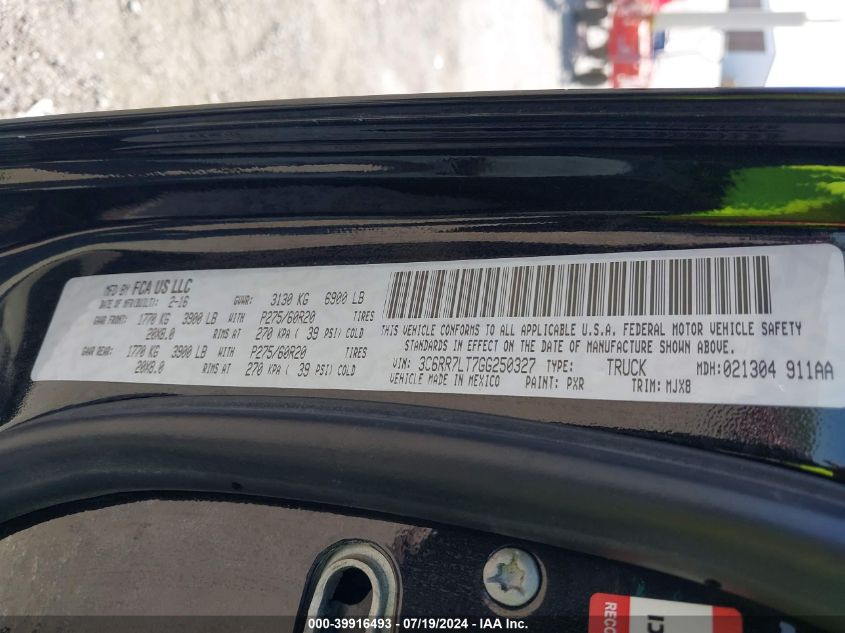 MFD BY FCA US LLC
DATE OF MFR(BUILT): 2-16 GVWR: 3130 KG 6900 LB
GAWR FRONT: 1770 KG 3900 LB WITH P275/60R20 TIRES
20X8.0 RIMS AT 270 KPA ( 39 PSI) COLD
GAWR REAR: 1770 KG 3900 LB WITH P275/60R20 TIRES
20X8.0 RIMS AT 270 KPA ( 39 PSI) COLD
THIS VEHICLE CONFORMS TO ALL APPLICABLE U.S.A. FEDERAL MOTOR VEHICLE SAFETY
STANDARDS IN EFFECT ON THE DATE OF MANUFACTURE SHOWN ABOVE.
VIN: 3C6RR7LT7GG250327 TYPE: TRUCK MDH:021304 911AA
VEHICLE MADE IN MEXICO PAINT: PXR TRIM: MJX8
000-39916493 - 07/19/2024 - IAA Inc.